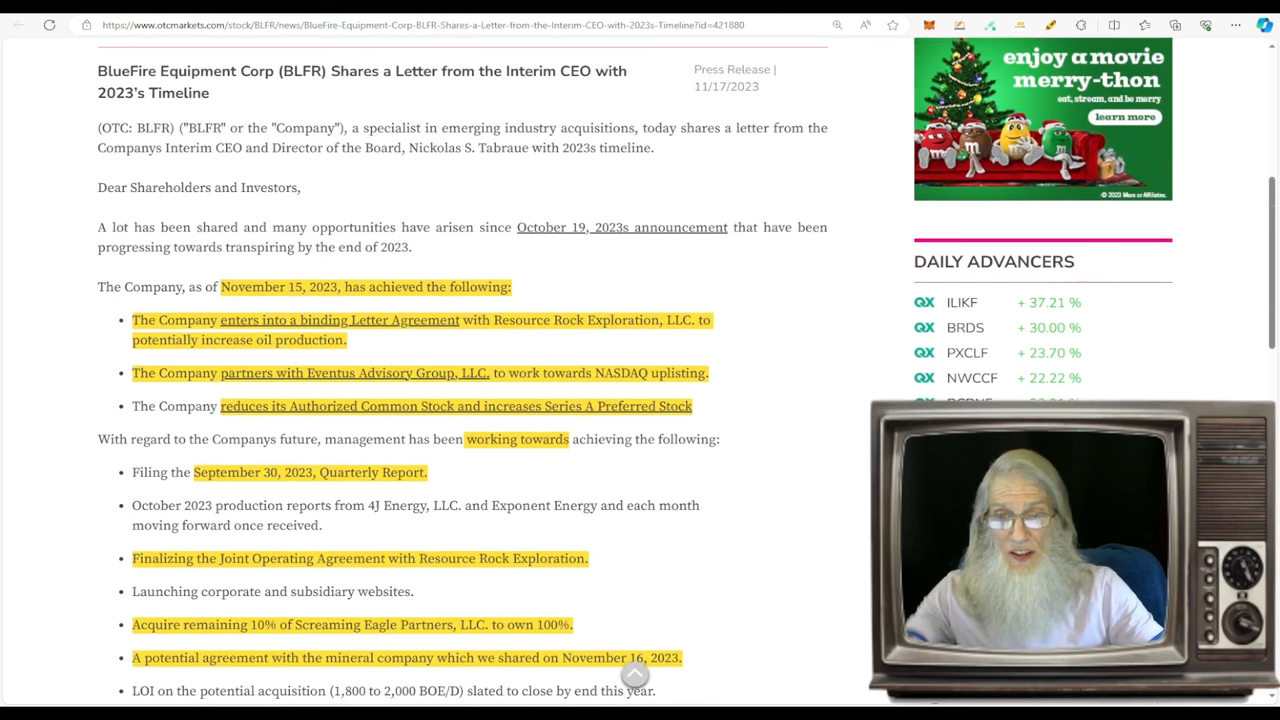 https://www.otcmarkets.com/stock/BLFR/news/BlueFire-Equipment-Corp-BLFR-Shares-a-Letter-from-the-Interim-CEO-with-2023s-Timeline?id=421880
BlueFire Equipment Corp (BLFR) Shares a Letter from the Interim CEO with
2023's Timeline
Press Release |
11/17/2023
(OTC: BLFR) ("BLFR" or the "Company"), a specialist in emerging industry acquisitions, today shares a letter from the
Companys Interim CEO and Director of the Board, Nickolas S. Tabraue with 2023s timeline.
Dear Shareholders and Investors,
A lot has been shared and many opportunities have arisen since October 19, 2023s announcement that have been
progressing towards transpiring by the end of 2023.
The Company, as of November 15, 2023, has achieved the following:
• The Company enters into a binding Letter Agreement with Resource Rock Exploration, LLC. to
potentially increase oil production.
• The Company partners with Eventus Advisory Group, LLC. to work towards NASDAQ uplisting.
• The Company reduces its Authorized Common Stock and increases Series A Preferred Stock
With regard to the Companys future, management has been working towards achieving the following:
• Filing the September 30, 2023, Quarterly Report.
• October 2023 production reports from 4J Energy, LLC. and Exponent Energy and each month
moving forward once received.
• Finalizing the Joint Operating Agreement with Resource Rock Exploration.
• Launching corporate and subsidiary websites.
• Acquire remaining 10% of Screaming Eagle Partners, LLC. to own 100%.
• A potential agreement with the mineral company which we shared on November 16, 2023.
• LOI on the potential acquisition (1,800 to 2,000 BOE/D) slated to close by end this year.
enjoy a movie
merry-thon
eat, stream, and be merry
learn more
© 2023 Mars or Affiliates.
DAILY ADVANCERS
QX ILIKF + 37.21 %
QX BRDS + 30.00 %
QX PXCLF + 23.70 %
QX NWCCF + 22.22 %